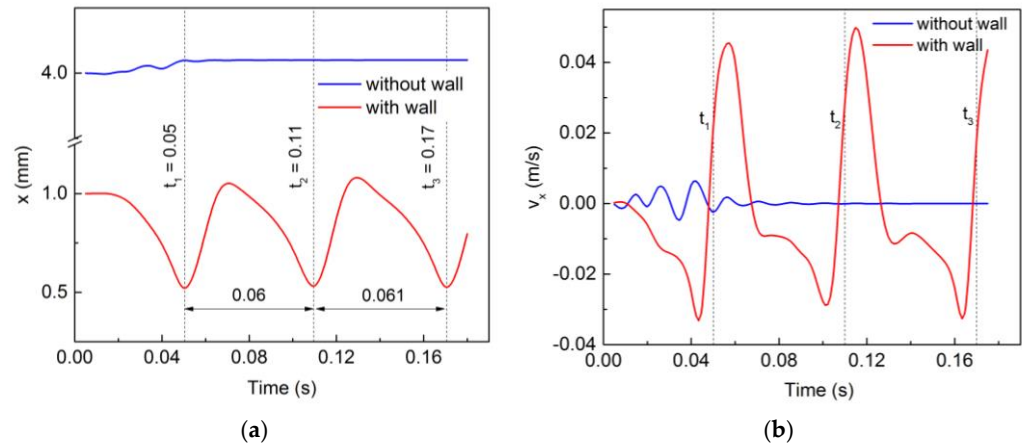 4.0
1.0
0.5
x (mm)
without wall
with wall
t₁ = 0.05
t₂ = 0.11
t₃ = 0.17
0.06
0.061
0.00
0.04
0.08
0.12
0.16
Time (s)
(a)
0.04
0.02
0.00
-0.02
-0.04
vₓ (m/s)
without wall
with wall
t₁
t₂
t₃
0.00
0.04
0.08
0.12
0.16
Time (s)
(b)